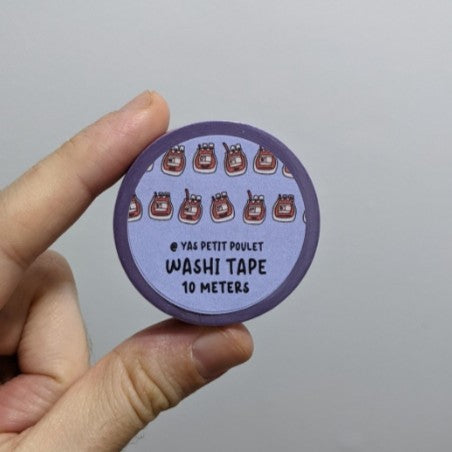 @ YAS PETIT POULET
WASHI TAPE
10 METERS